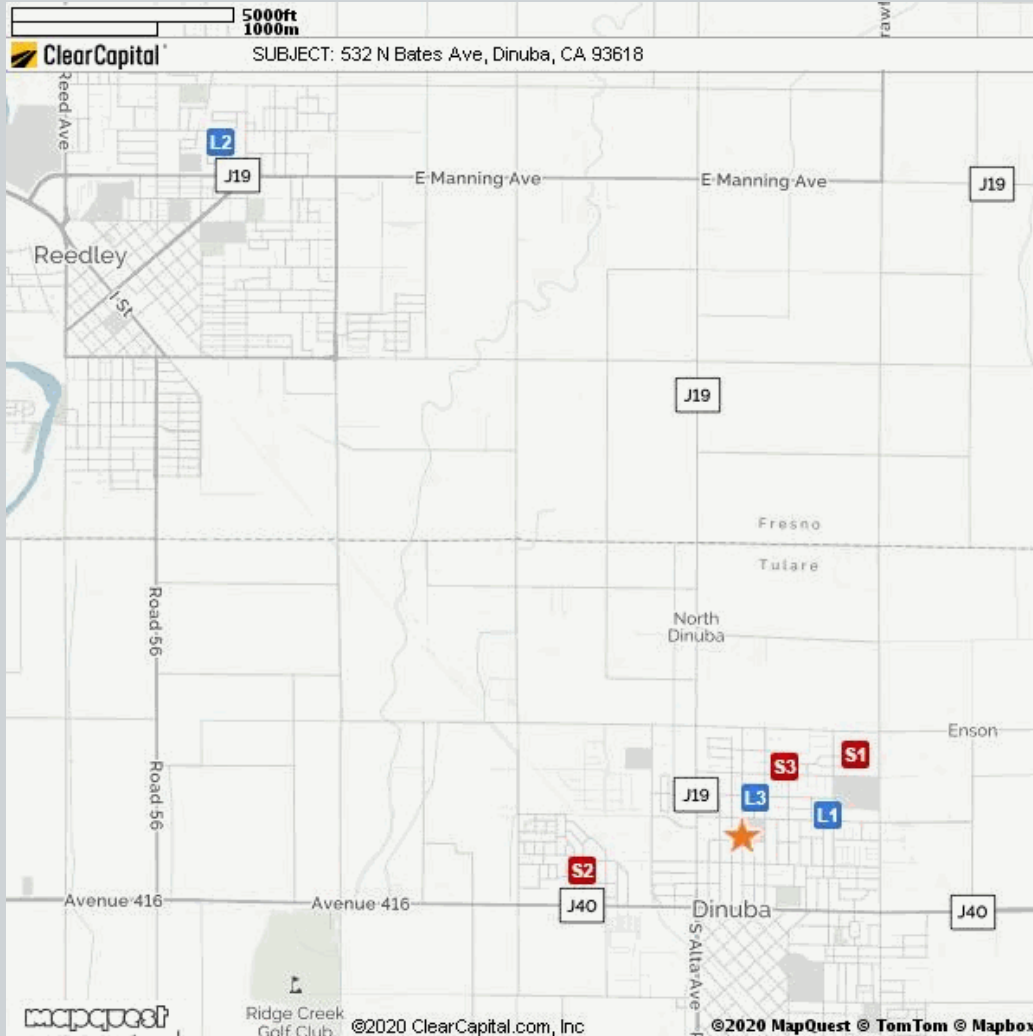 5000ft
1000m
ClearCapital
SUBJECT: 532 N Bates Ave, Dinuba, CA 93618
Reed Ave
L2
J19
E Manning Ave
E Manning Ave
J19
Reedley
I St
J19
Fresno
Tulare
Road 56
North
Dinuba
Enson
S1
S3
Road 56
J19
L3
L1
S2
Avenue 416
Avenue 416
J40
Dinuba
J40
S Alta Ave
mapquest
Ridge Creek
Golf Club
©2020 ClearCapital.com, Inc
©2020 MapQuest © TomTom © Mapbox